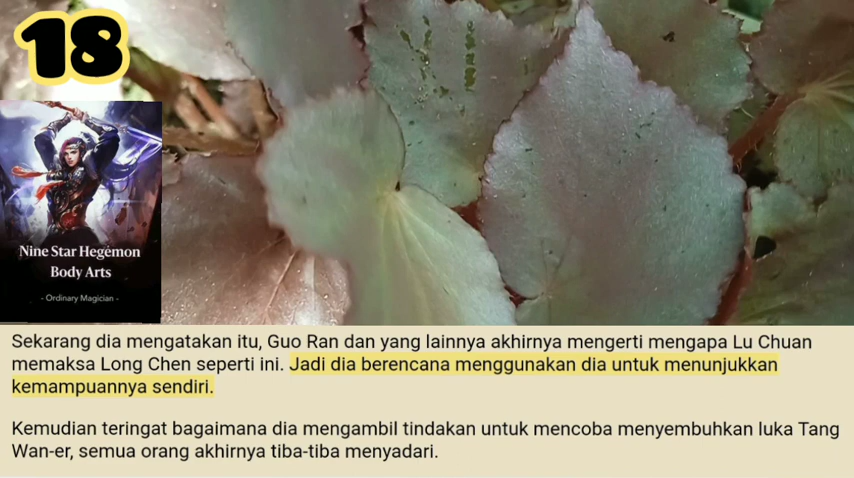 18
Nine Star Hegemon
Body Arts
- Ordinary Magician -
Sekarang dia mengatakan itu, Guo Ran dan yang lainnya akhirnya mengerti mengapa Lu Chuan
memaksa Long Chen seperti ini. Jadi dia berencana menggunakan dia untuk menunjukkan
kemampuannya sendiri.
Kemudian teringat bagaimana dia mengambil tindakan untuk mencoba menyembuhkan luka Tang
Wan-er, semua orang akhirnya tiba-tiba menyadari.